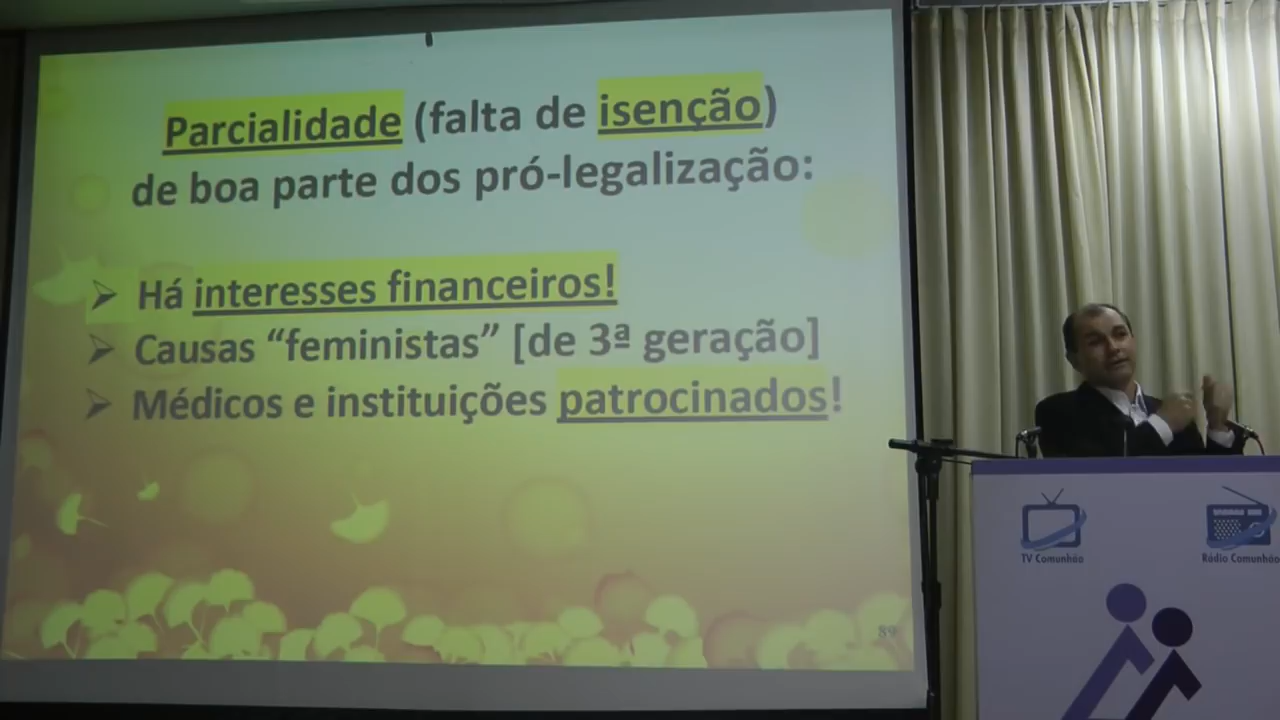 Parcialidade (falta de isenção)
de boa parte dos pró-legalização:
➢ Há interesses financeiros!
➢ Causas “feministas” [de 3ª geração]
➢ Médicos e instituições patrocinados!
89
TV Comunhão
Rádio Comunhão